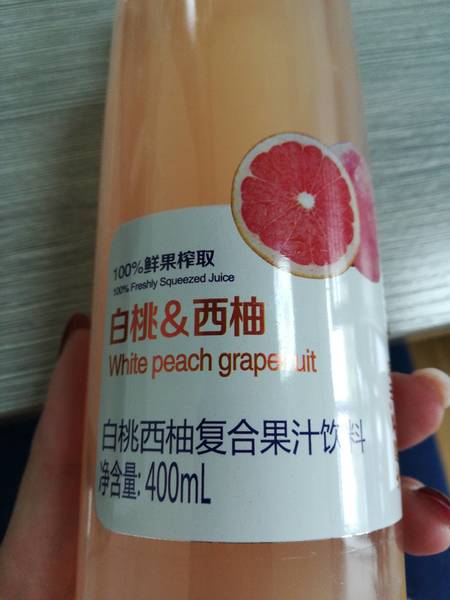 100%鲜果榨取
100% Freshly Squeezed Juice
白桃&西柚
White peach grapefruit
白桃西柚复合果汁饮料
净含量: 400mL